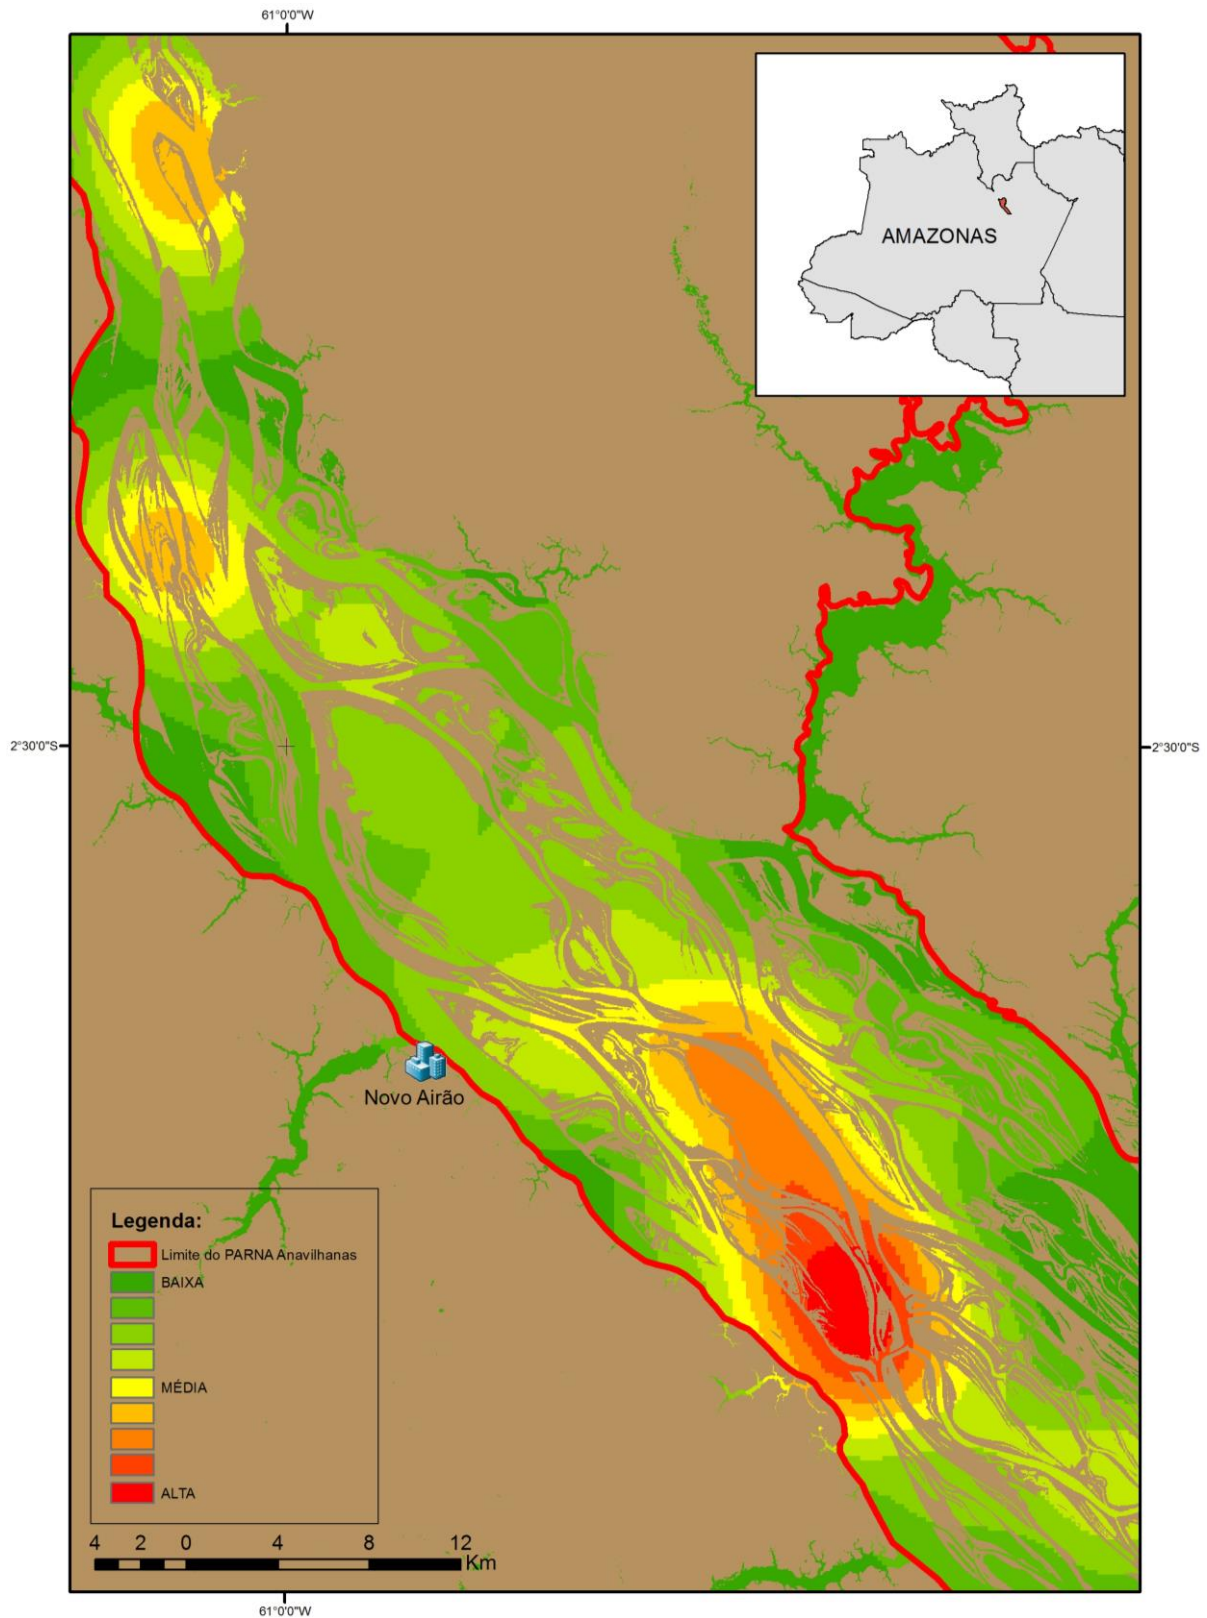 61°0'0"W
AMAZONAS
2°30'0"S
2°30'0"S
Novo Airão
Legenda:
Limite do PARNA Anavilhanas
BAIXA
MÉDIA
ALTA
4 2 0 4 8 12
Km
61°0'0"W